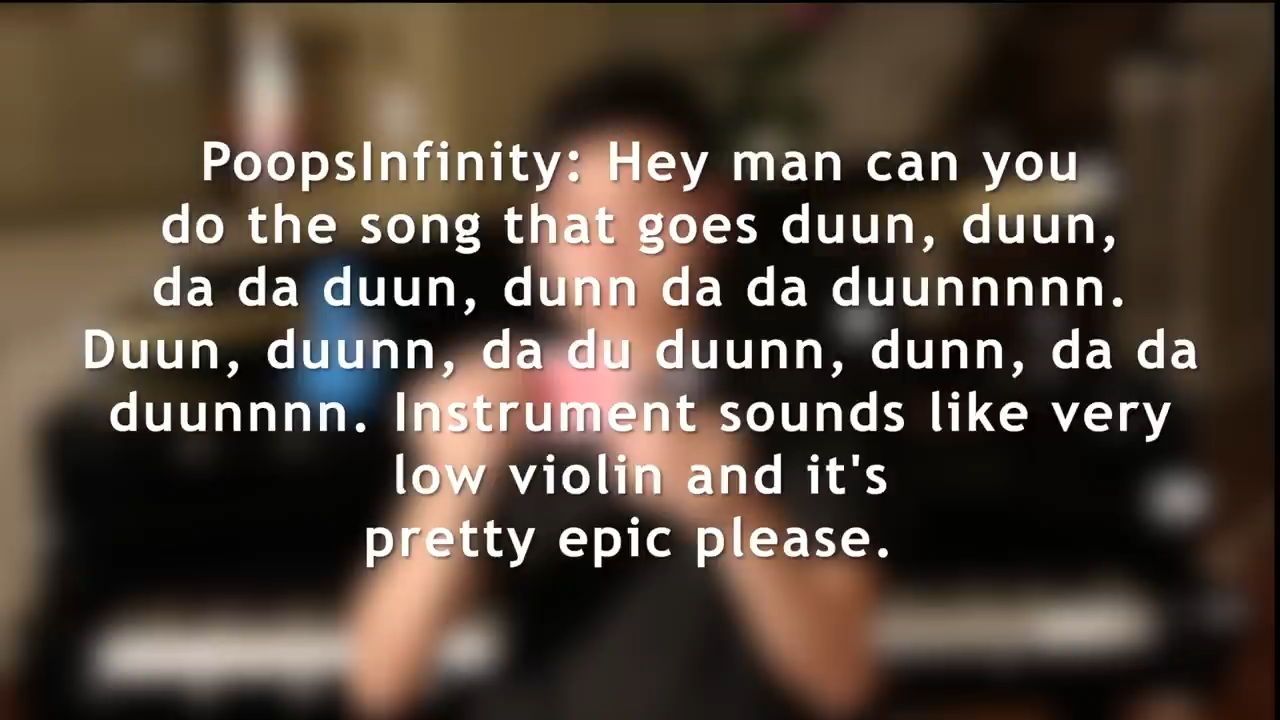 PoopsInfinity: Hey man can you
do the song that goes duun, duun,
da da duun, dunn da da duunnnnn.
Duun, duunn, da du duunn, dunn, da da
duunnnn. Instrument sounds like very
low violin and it's
pretty epic please.